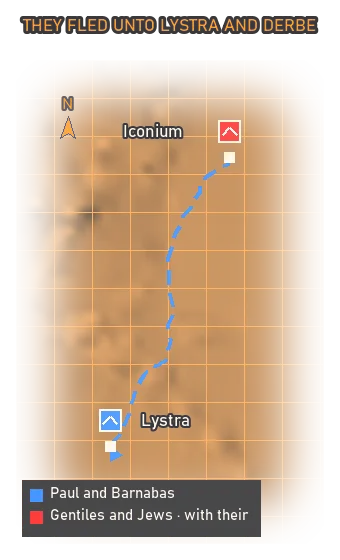 THEY FLED UNTO LYSTRA AND DERBE
N
Iconium
Lystra
Paul and Barnabas
Gentiles and Jews · with their